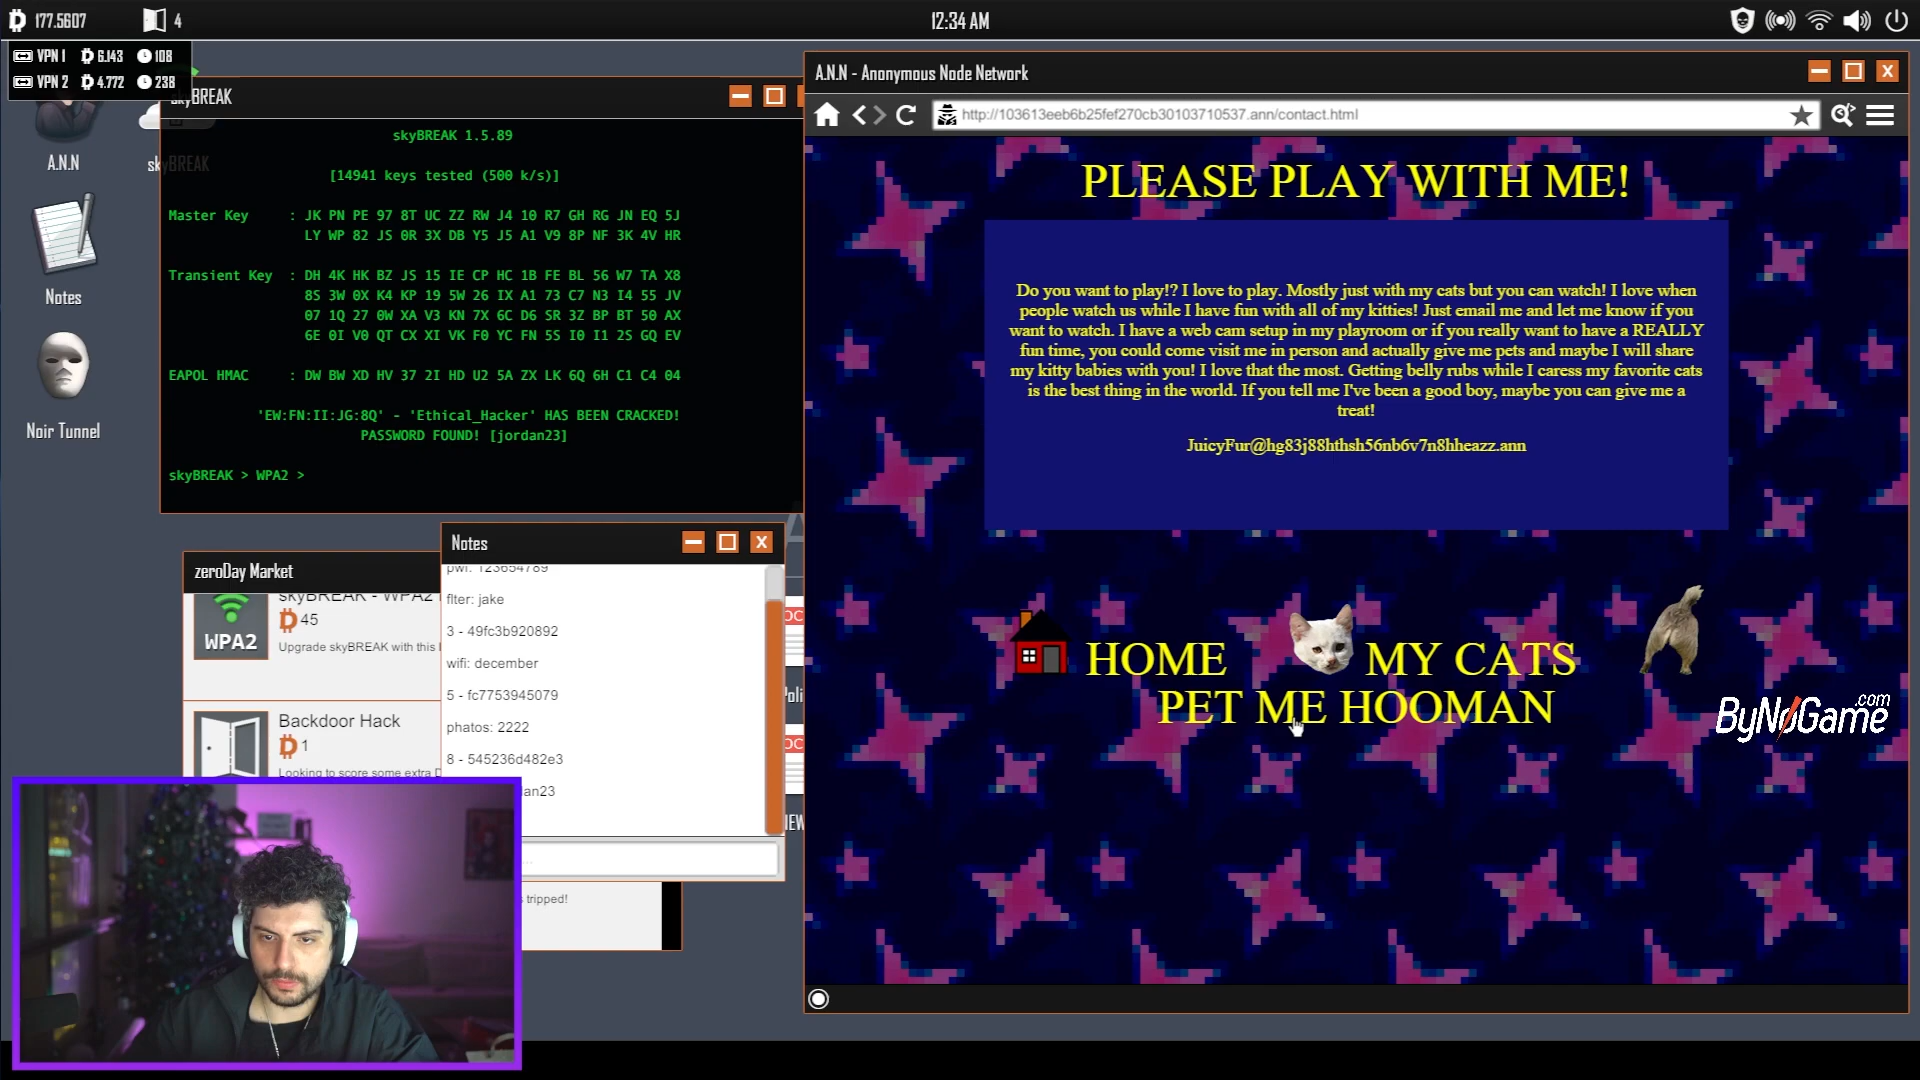 177.5607
4
12:34 AM
VPN 1 6.143 108
VPN 2 4.772 238
A.N.N
skyBREAK
Notes
Noir Tunnel
skyBREAK
skyBREAK 1.5.89
[14941 keys tested (500 k/s)]
Master Key : JK PN PE 97 8T UC ZZ RW J4 10 R7 GH RG JN EQ 5J
LY WP 82 JS 0R 3X DB Y5 J5 A1 V9 8P NF 3K 4V HR
Transient Key : DH 4K HK BZ JS 15 IE CP HC 1B FE BL 56 W7 TA X8
8S 3W 0X K4 KP 19 5W 26 IX A1 73 C7 N3 I4 55 JV
07 1Q 27 0W XA V3 KN 7X 6C D6 SR 3Z BP BT 50 AX
6E 0I V0 QT CX XI VK F0 YC FN 5S I0 I1 2S GQ EV
EAPOL HMAC : DW BW XD HV 37 2I HD U2 5A ZX LK 6Q 6H C1 C4 04
'EW:FN:II:JG:8Q' - 'Ethical_Hacker' HAS BEEN CRACKED!
PASSWORD FOUND! [jordan23]
skyBREAK > WPA2 >
zeroDay Market
skyBREAK - WPA2
45
WPA2
Upgrade skyBREAK with this
Backdoor Hack
1
Looking to score some extra
tripped!
Notes
pwr: 123654789
flter: jake
3 - 49fc3b920892
wifi: december
5 - fc7753945079
photos: 2222
8 - 545236d482e3
dan23
A.N.N - Anonymous Node Network
http://103613eeb6b25fef270cb30103710537.ann/contact.html
PLEASE PLAY WITH ME!
Do you want to play!? I love to play. Mostly just with my cats but you can watch! I love when
people watch us while I have fun with all of my kitties! Just email me and let me know if you
want to watch. I have a web cam setup in my playroom or if you really want to have a REALLY
fun time, you could come visit me in person and actually give me pets and maybe I will share
my kitty babies with you! I love that the most. Getting belly rubs while I caress my favorite cats
is the best thing in the world. If you tell me I've been a good boy, maybe you can give me a
treat!
JuicyFur@hg83j88hthsh56nb6v7n8hheazz.ann
HOME MY CATS
PET ME HOOMAN
ByNoGame.com